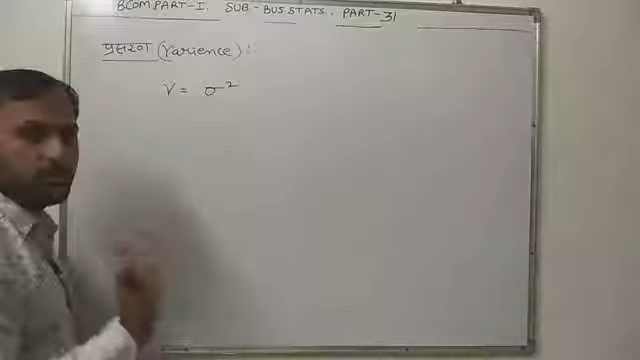 BCOM PART-I. SUB-BUS STATS. PART-31
प्रसरण (Varience):
V = σ²